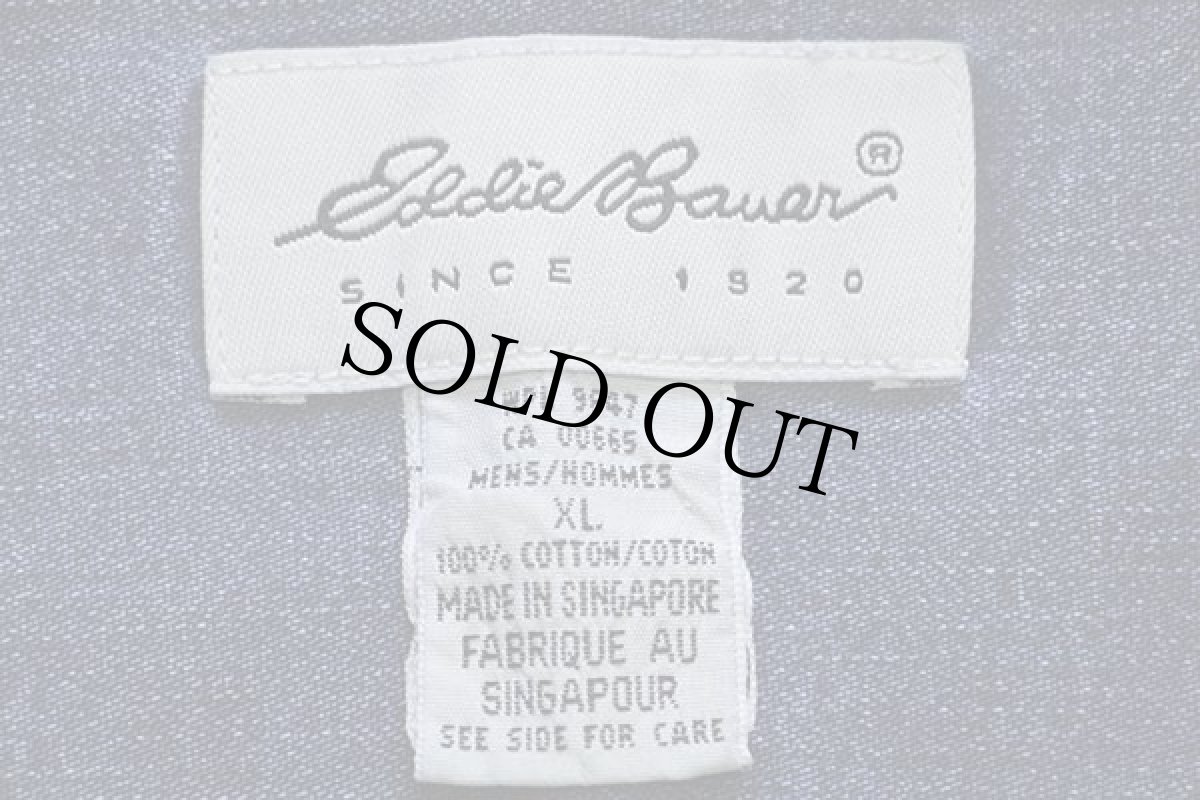 Eddie Bauer ®
SINCE 1920
SOLD OUT
CA 00665
MENS/HOMMES
XL
100% COTTON/COTON
MADE IN SINGAPORE
FABRIQUE AU
SINGAPOUR
SEE SIDE FOR CARE